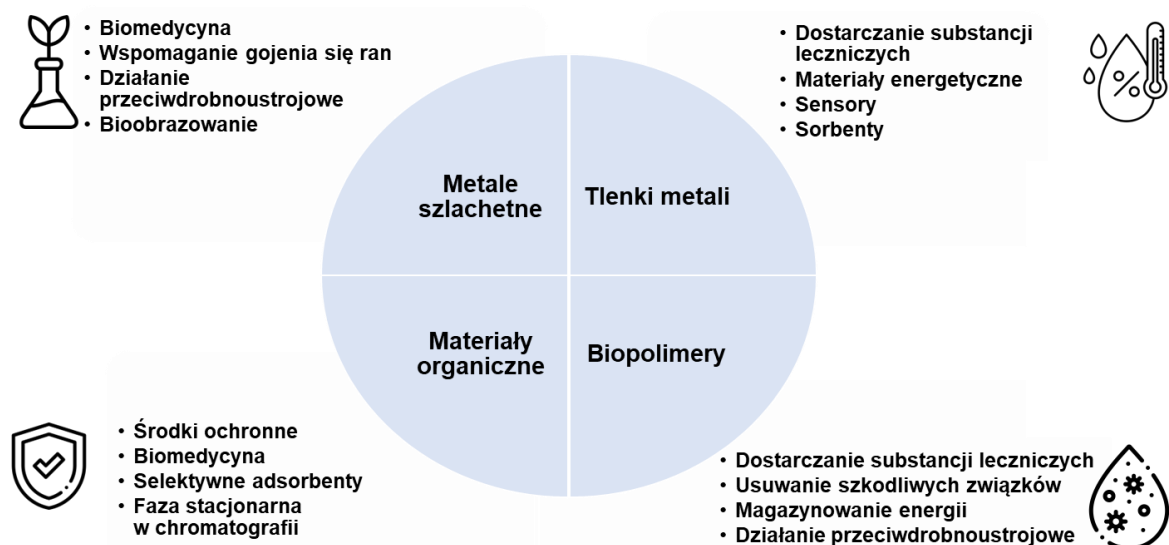 • Biomedycyna
• Wspomaganie gojenia się ran
• Działanie
przeciwdrobnoustrojowe
• Bioobrazowanie
• Dostarczanie substancji
leczniczych
• Materiały energetyczne
• Sensory
• Sorbenty
%
Metale
szlachetne
Tlenki metali
Materiały
organiczne
Biopolimery
• Środki ochronne
• Biomedycyna
• Selektywne adsorbenty
• Faza stacjonarna
w chromatografii
• Dostarczanie substancji leczniczych
• Usuwanie szkodliwych związków
• Magazynowanie energii
• Działanie przeciwdrobnoustrojowe